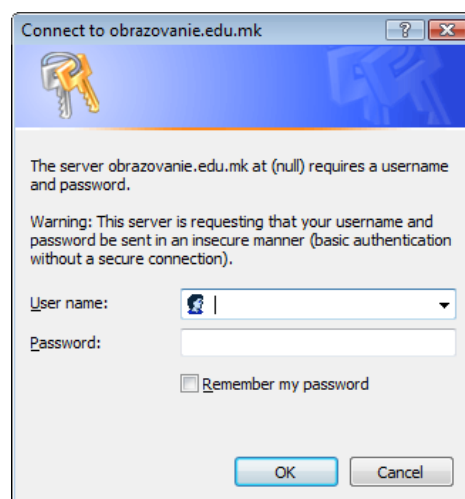 Connect to obrazovanie.edu.mk
The server obrazovanie.edu.mk at (null) requires a username
and password.
Warning: This server is requesting that your username and
password be sent in an insecure manner (basic authentication
without a secure connection).
User name:
Password:
Remember my password
OK Cancel